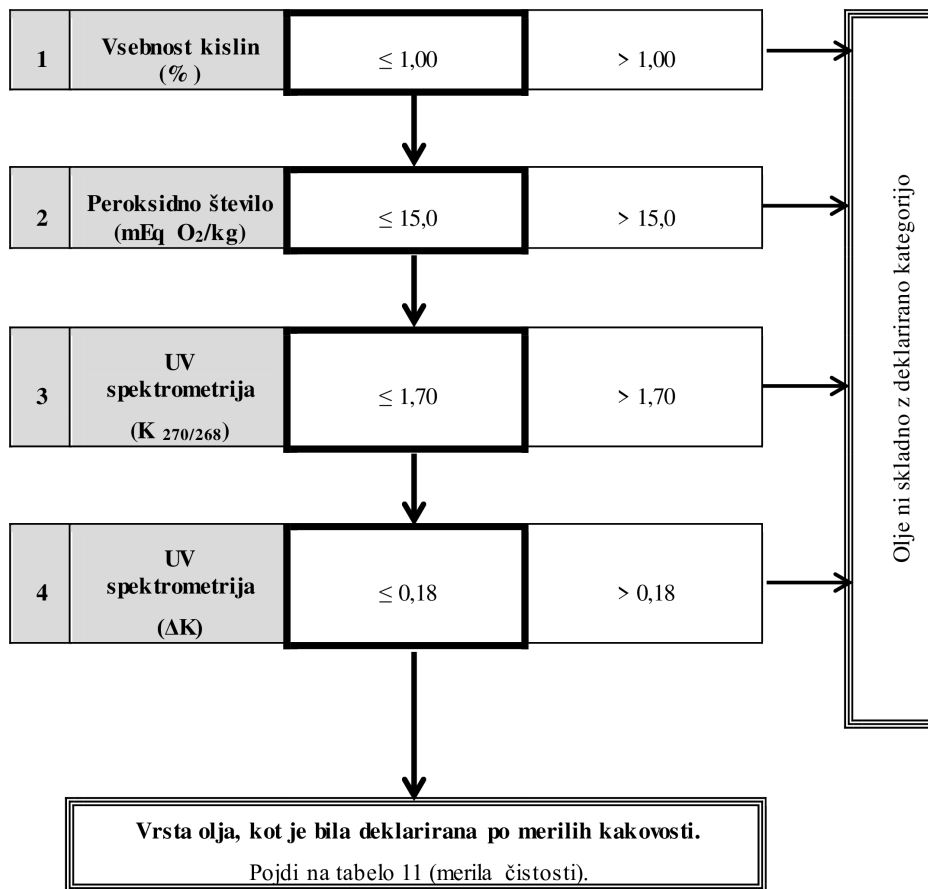 1
Vsebnost kislin
(%)
≤ 1,00
> 1,00
2
Peroksidno število
(mEq O₂/kg)
≤ 15,0
> 15,0
3
UV
spektrometrija
(K 270/268)
≤ 1,70
> 1,70
4
UV
spektrometrija
(ΔK)
≤ 0,18
> 0,18
Olje ni skladno z deklarirano kategorijo
Vrsta olja, kot je bila deklarirana po merilih kakovosti.
Pojdi na tabelo 11 (merila čistosti).